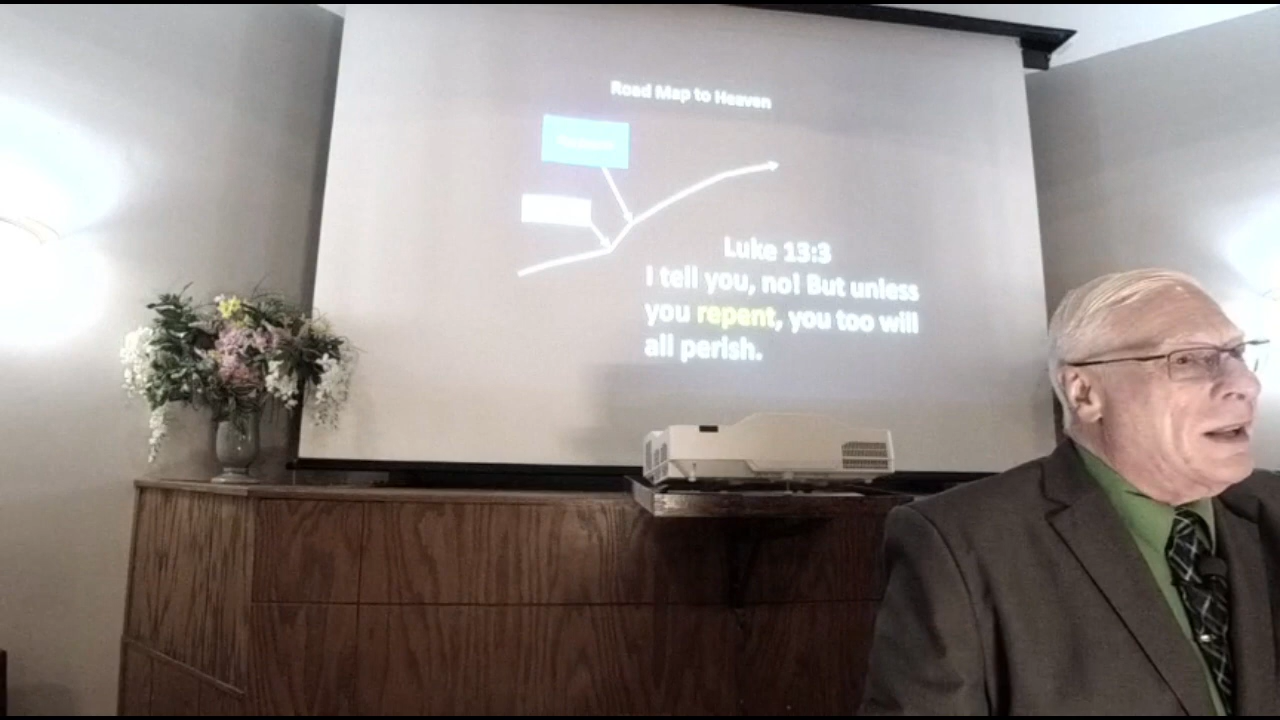 Road Map to Heaven
Luke 13:3
I tell you, no! But unless
you repent, you too will
all perish.